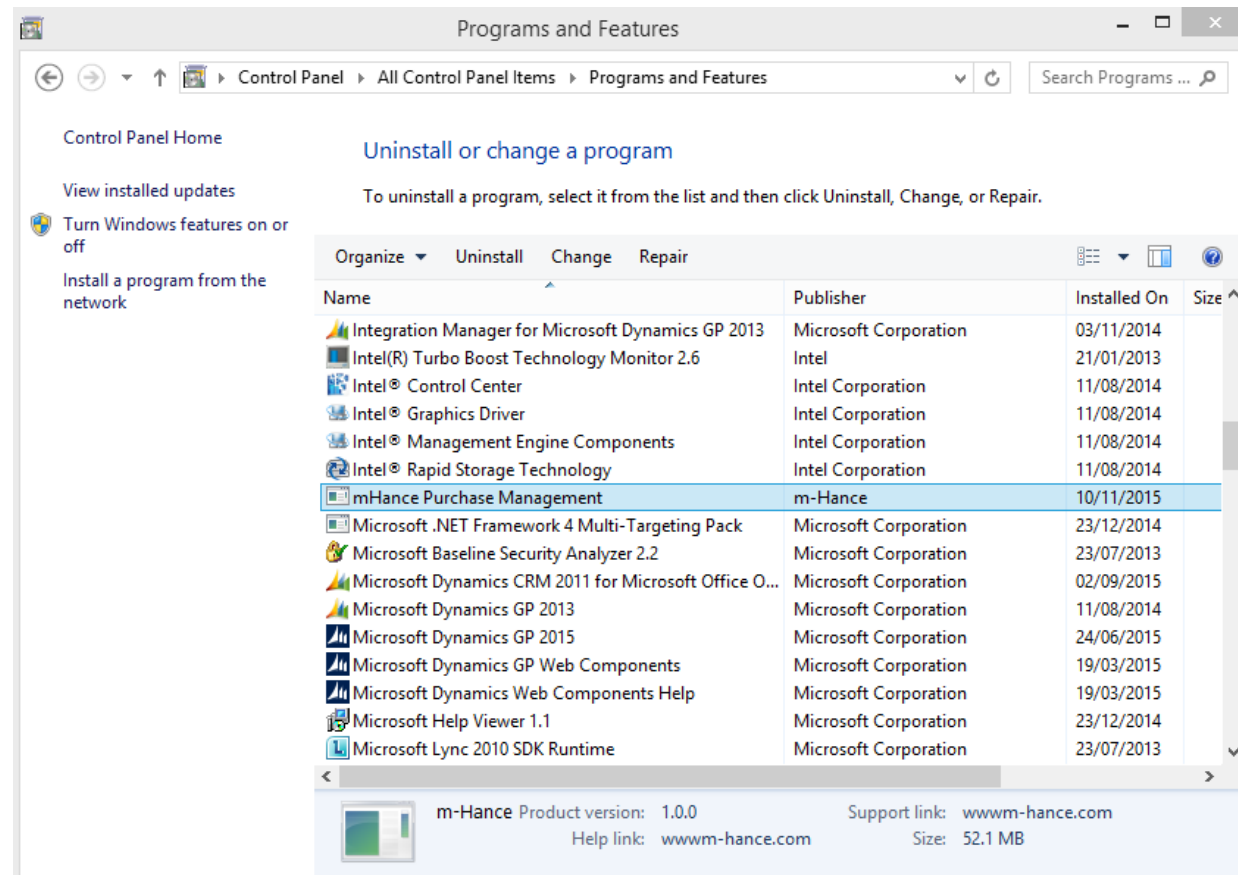 Programs and Features
Control Panel All Control Panel Items Programs and Features Search Programs ...
Control Panel Home
View installed updates
Turn Windows features on or
off
Install a program from the
network
Uninstall or change a program
To uninstall a program, select it from the list and then click Uninstall, Change, or Repair.
Organize Uninstall Change Repair
Name Publisher Installed On Size
Integration Manager for Microsoft Dynamics GP 2013 Microsoft Corporation 03/11/2014
Intel(R) Turbo Boost Technology Monitor 2.6 Intel 21/01/2013
Intel® Control Center Intel Corporation 11/08/2014
Intel® Graphics Driver Intel Corporation 11/08/2014
Intel® Management Engine Components Intel Corporation 11/08/2014
Intel® Rapid Storage Technology Intel Corporation 11/08/2014
mHance Purchase Management m-Hance 10/11/2015
Microsoft .NET Framework 4 Multi-Targeting Pack Microsoft Corporation 23/12/2014
Microsoft Baseline Security Analyzer 2.2 Microsoft Corporation 23/07/2013
Microsoft Dynamics CRM 2011 for Microsoft Office O... Microsoft Corporation 02/09/2015
Microsoft Dynamics GP 2013 Microsoft Corporation 11/08/2014
Microsoft Dynamics GP 2015 Microsoft Corporation 24/06/2015
Microsoft Dynamics GP Web Components Microsoft Corporation 19/03/2015
Microsoft Dynamics Web Components Help Microsoft Corporation 19/03/2015
Microsoft Help Viewer 1.1 Microsoft Corporation 23/12/2014
Microsoft Lync 2010 SDK Runtime Microsoft Corporation 23/07/2013
m-Hance Product version: 1.0.0 Support link: wwwm-hance.com
Help link: wwwm-hance.com Size: 52.1 MB